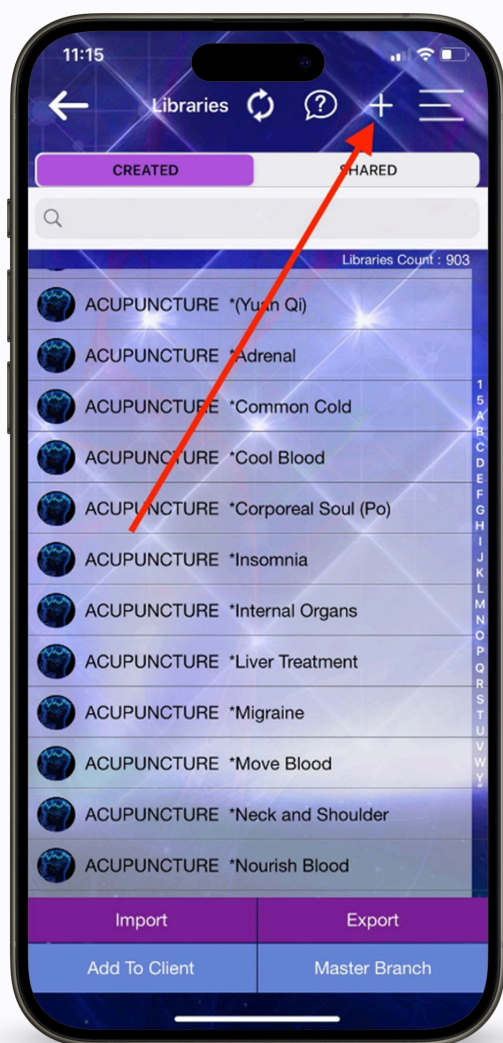 11:15
Libraries
CREATED
SHARED
Libraries Count : 903
ACUPUNCTURE *(Yuan Qi)
ACUPUNCTURE *Adrenal
ACUPUNCTURE *Common Cold
ACUPUNCTURE *Cool Blood
ACUPUNCTURE *Corporeal Soul (Po)
ACUPUNCTURE *Insomnia
ACUPUNCTURE *Internal Organs
ACUPUNCTURE *Liver Treatment
ACUPUNCTURE *Migraine
ACUPUNCTURE *Move Blood
ACUPUNCTURE *Neck and Shoulder
ACUPUNCTURE *Nourish Blood
1
5
A
B
C
D
E
F
G
H
I
J
K
L
M
N
O
P
Q
R
S
T
U
V
W
Y
#
Import
Export
Add To Client
Master Branch